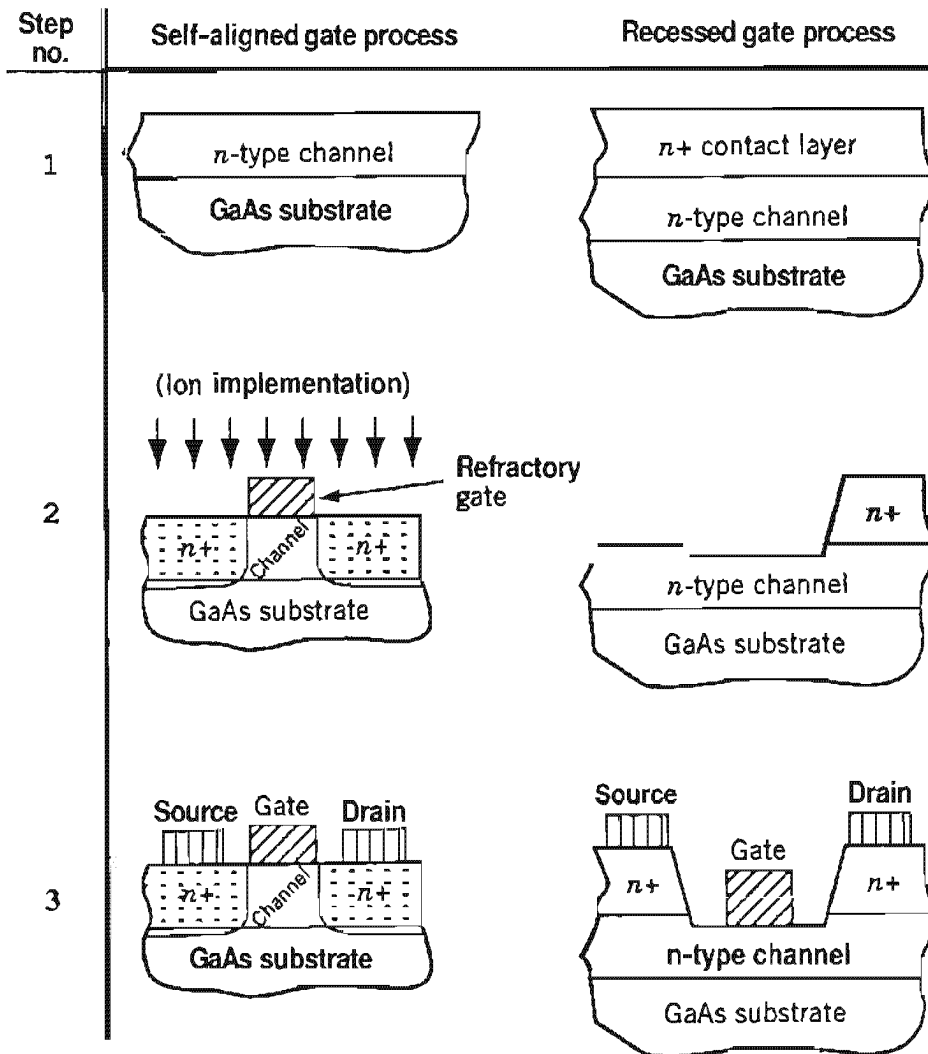 Step no.
Self-aligned gate process
Recessed gate process
1
n-type channel
GaAs substrate
n+ contact layer
n-type channel
GaAs substrate
2
(Ion implementation)
Refractory
gate
n+
Channel
n+
GaAs substrate
n+
n-type channel
GaAs substrate
3
Source
Gate
Drain
n+
Channel
n+
GaAs substrate
Source
Gate
Drain
n+
n+
n-type channel
GaAs substrate